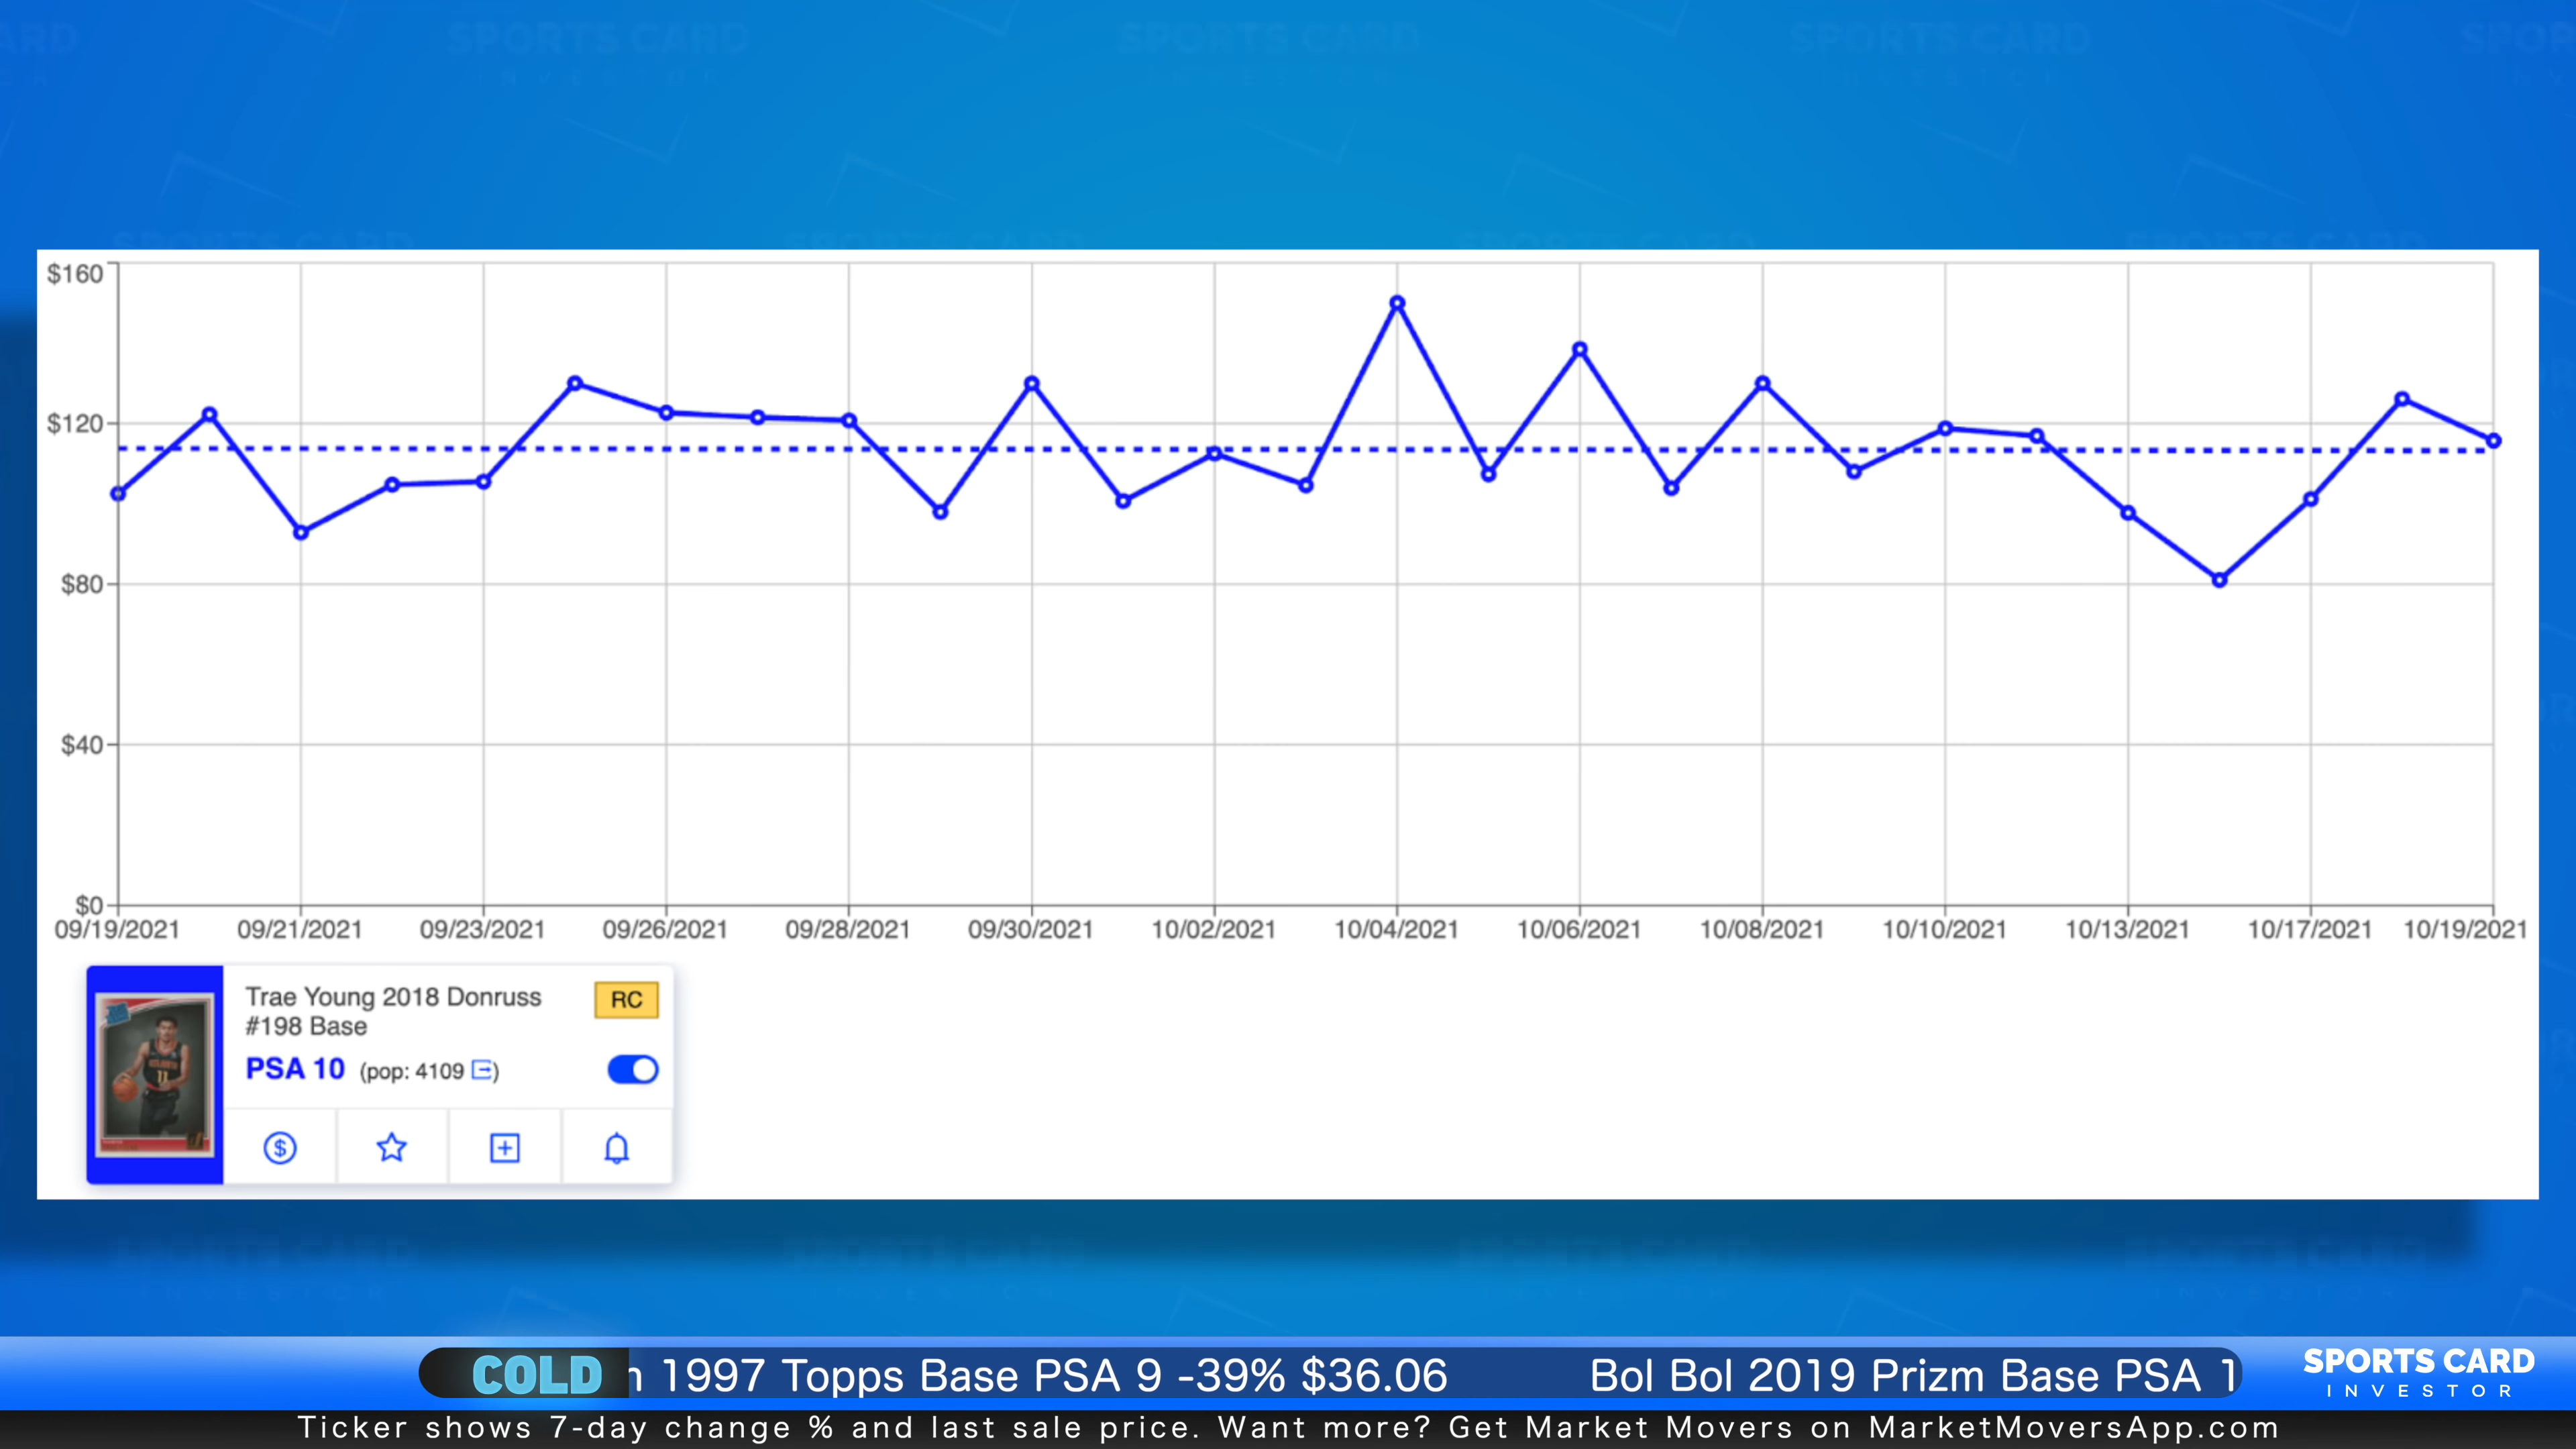 $160
$120
$80
$40
$0
09/19/2021 09/21/2021 09/23/2021 09/26/2021 09/28/2021 09/30/2021 10/02/2021 10/04/2021 10/06/2021 10/08/2021 10/10/2021 10/13/2021 10/17/2021 10/19/2021
Trae Young 2018 Donruss
#198 Base
RC
PSA 10 (pop: 4109)
COLD n 1997 Topps Base PSA 9 -39% $36.06 Bol Bol 2019 Prizm Base PSA 1
SPORTS CARD
INVESTOR
Ticker shows 7-day change % and last sale price. Want more? Get Market Movers on MarketMoversApp.com